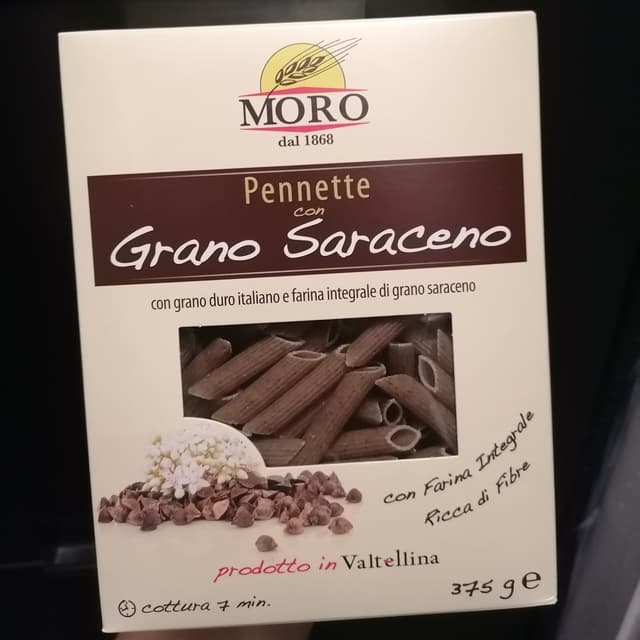 MORO
dal 1868
Pennette
con
Grano Saraceno
con grano duro italiano e farina integrale di grano saraceno
con Farina Integrale
Ricca di Fibre
prodotto in Valtellina
cottura 7 min.
375 g e